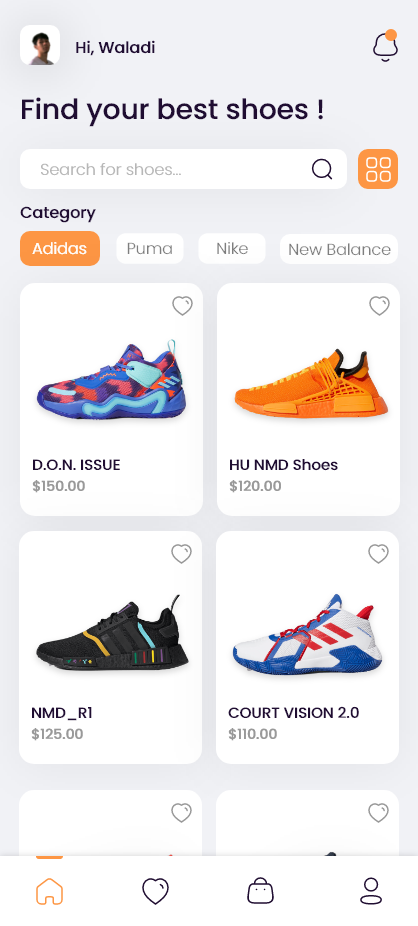 Hi, Waladi
Find your best shoes !
Search for shoes...
Category
Adidas
Puma
Nike
New Balance
D.O.N. ISSUE
$150.00
HU NMD Shoes
$120.00
NMD_R1
$125.00
COURT VISION 2.0
$110.00